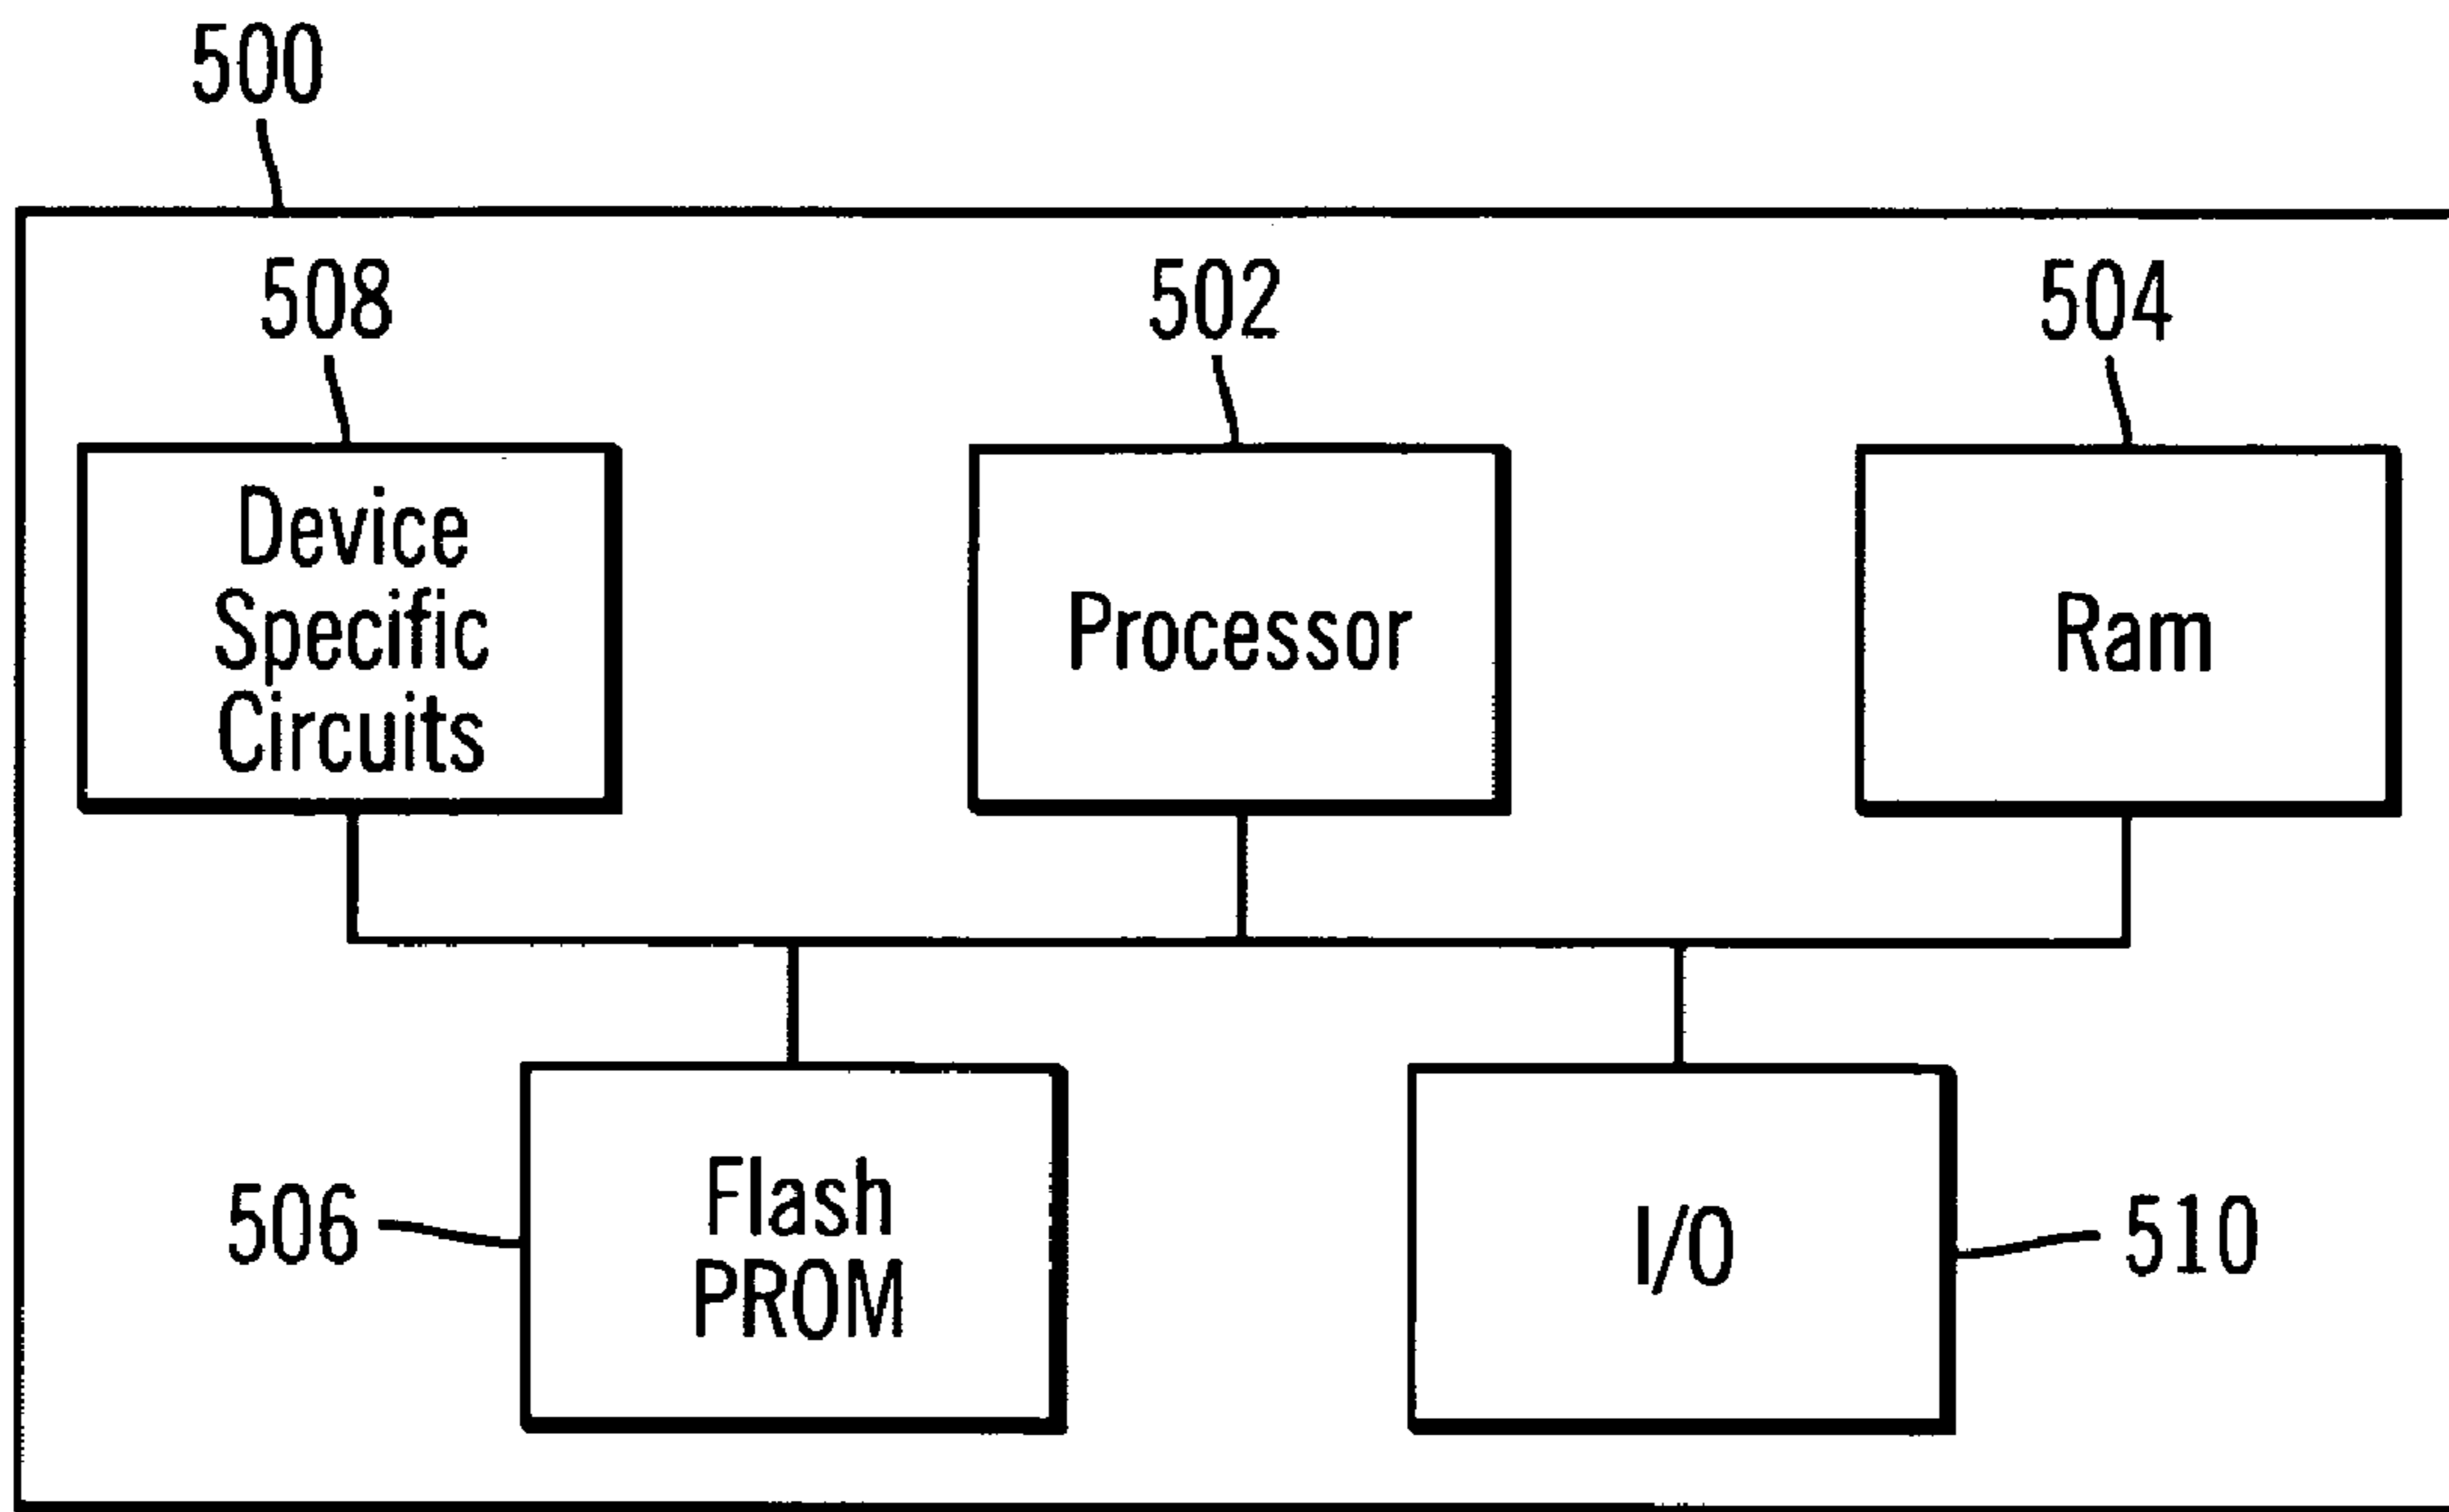 500
508
502
504
Device
Specific
Circuits
Processor
Ram
506
Flash
PROM
I/O
510